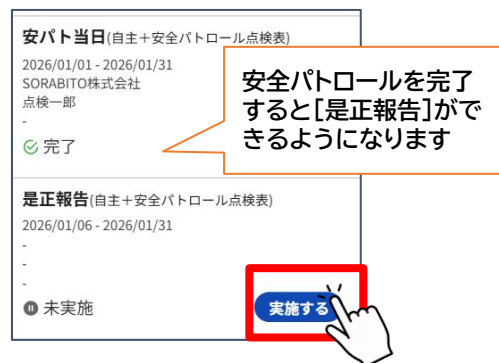 安パト当日(自主＋安全パトロール点検表)
2026/01/01 - 2026/01/31
SORABITO株式会社
点検一郎
-
完了
安全パトロールを完了
すると[是正報告]がで
きるようになります
是正報告(自主＋安全パトロール点検表)
2026/01/06 - 2026/01/31
-
-
-
未実施
実施する